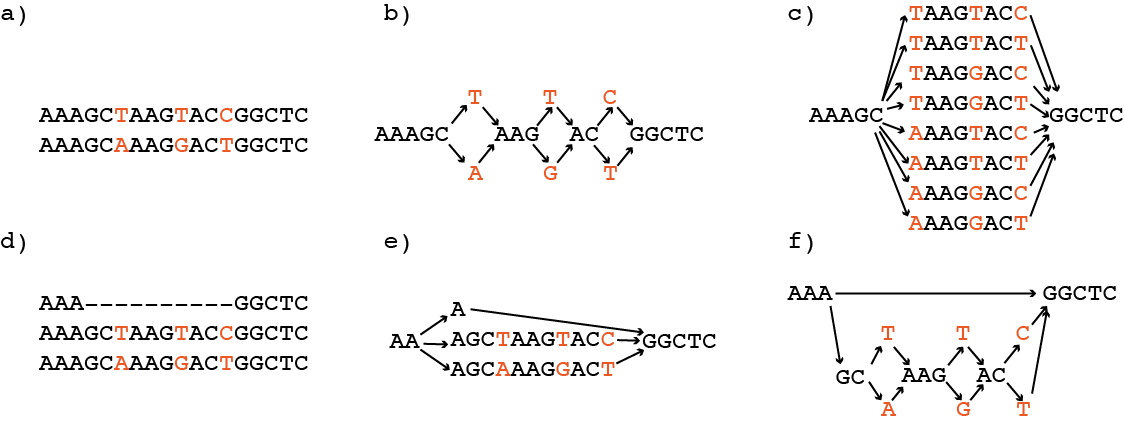 a)
AAAGCTAAGTACCGGCTC
AAAGCAAAGGACTGGCTC
b)
T T C
AAAGC AAG AC GGCTC
A G T
c)
TAAGTACC
TAAGTACT
TAAGGACC
TAAGGACT
AAAGC GGCTC
AAAGTACC
AAAGTACT
AAAGGACC
AAAGGACT
d)
AAA----------GGCTC
AAAGCTAAGTACCGGCTC
AAAGCAAAGGACTGGCTC
e)
A
AGCTAAGTACC
AA GGCTC
AGCAAAGGACT
f)
AAA GGCTC
T T C
GC AAG AC
A G T